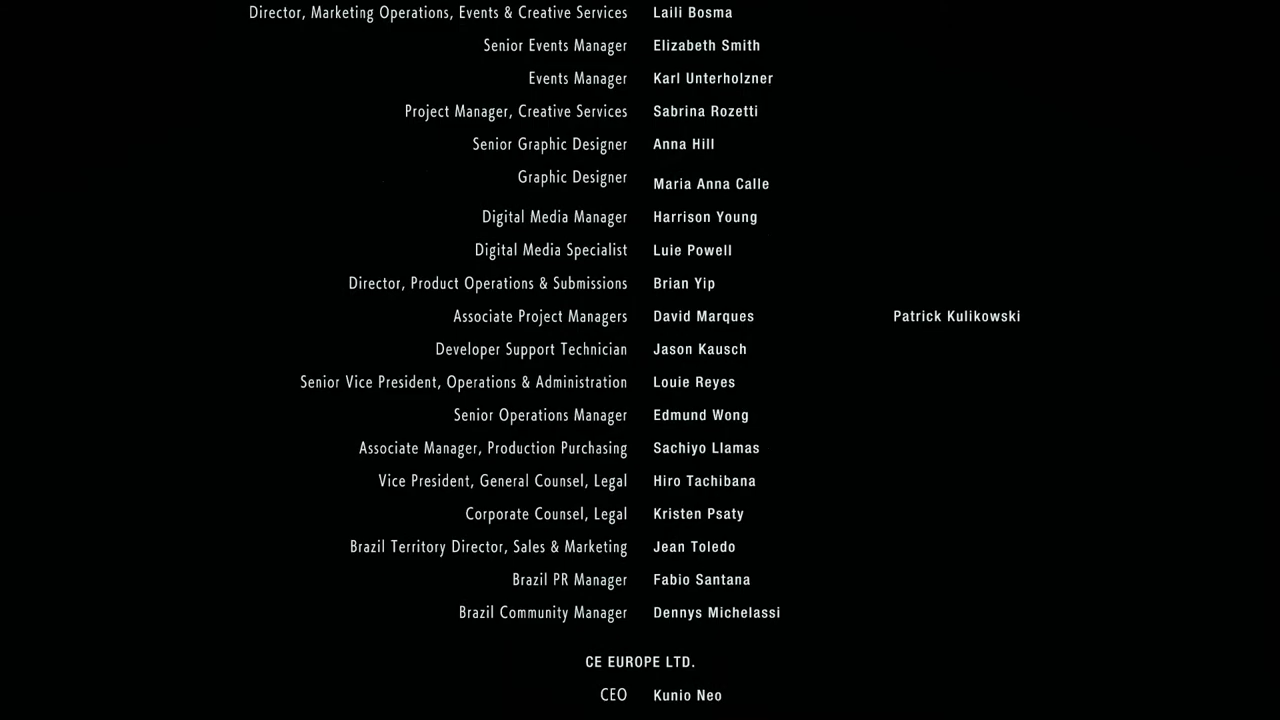 Director, Marketing Operations, Events & Creative Services Laili Bosma
Senior Events Manager Elizabeth Smith
Events Manager Karl Unterholzner
Project Manager, Creative Services Sabrina Rozetti
Senior Graphic Designer Anna Hill
Graphic Designer Maria Anna Calle
Digital Media Manager Harrison Young
Digital Media Specialist Luie Powell
Director, Product Operations & Submissions Brian Yip
Associate Project Managers David Marques Patrick Kulikowski
Developer Support Technician Jason Kausch
Senior Vice President, Operations & Administration Louie Reyes
Senior Operations Manager Edmund Wong
Associate Manager, Production Purchasing Sachiyo Llamas
Vice President, General Counsel, Legal Hiro Tachibana
Corporate Counsel, Legal Kristen Psaty
Brazil Territory Director, Sales & Marketing Jean Toledo
Brazil PR Manager Fabio Santana
Brazil Community Manager Dennys Michelassi
CE EUROPE LTD.
CEO Kunio Neo